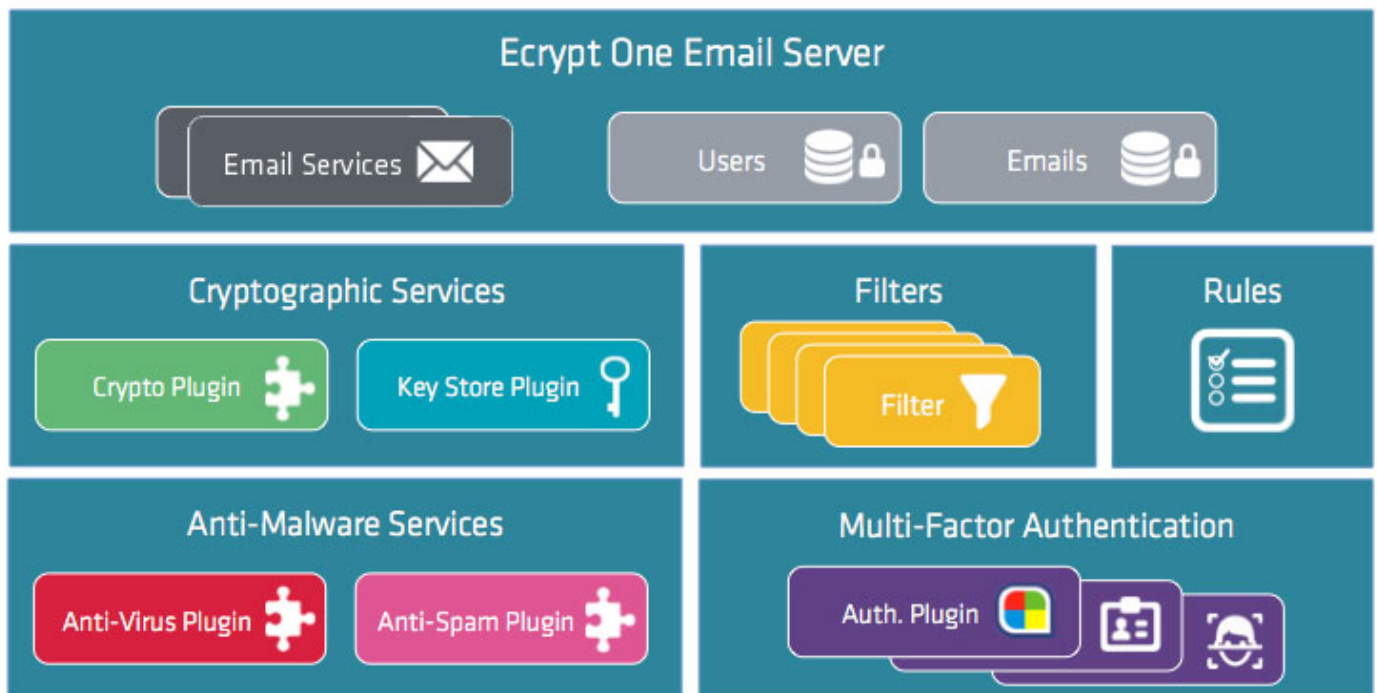 Ecrypt One Email Server
Email Services
Users
Emails
Cryptographic Services
Crypto Plugin
Key Store Plugin
Filters
Filter
Rules
Anti-Malware Services
Anti-Virus Plugin
Anti-Spam Plugin
Multi-Factor Authentication
Auth. Plugin